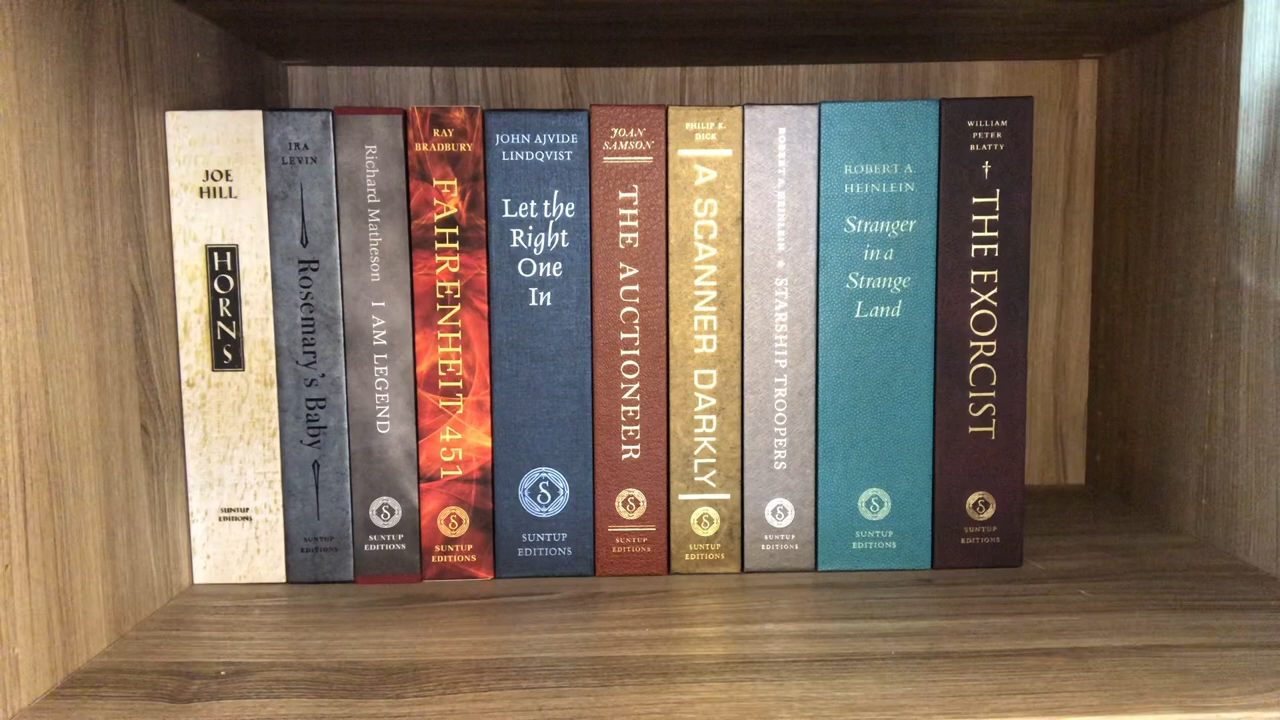 JOE
HILL
HORNS
SUNTUP
EDITIONS
IRA
LEVIN
Rosemary's Baby
SUNTUP
EDITIONS
Richard Matheson I AM LEGEND
S
SUNTUP
EDITIONS
RAY
BRADBURY
FAHRENHEIT 451
S
SUNTUP
EDITIONS
JOHN AJVIDE
LINDQVIST
Let the
Right
One
In
S
SUNTUP
EDITIONS
JOAN
SAMSON
THE AUCTIONEER
S
SUNTUP
EDITIONS
PHILIP K.
DICK
A SCANNER DARKLY
S
SUNTUP
EDITIONS
ROBERT A. HEINLEIN STARSHIP TROOPERS
S
SUNTUP
EDITIONS
ROBERT A.
HEINLEIN
Stranger
in a
Strange
Land
S
SUNTUP
EDITIONS
WILLIAM
PETER
BLATTY
THE EXORCIST
S
SUNTUP
EDITIONS